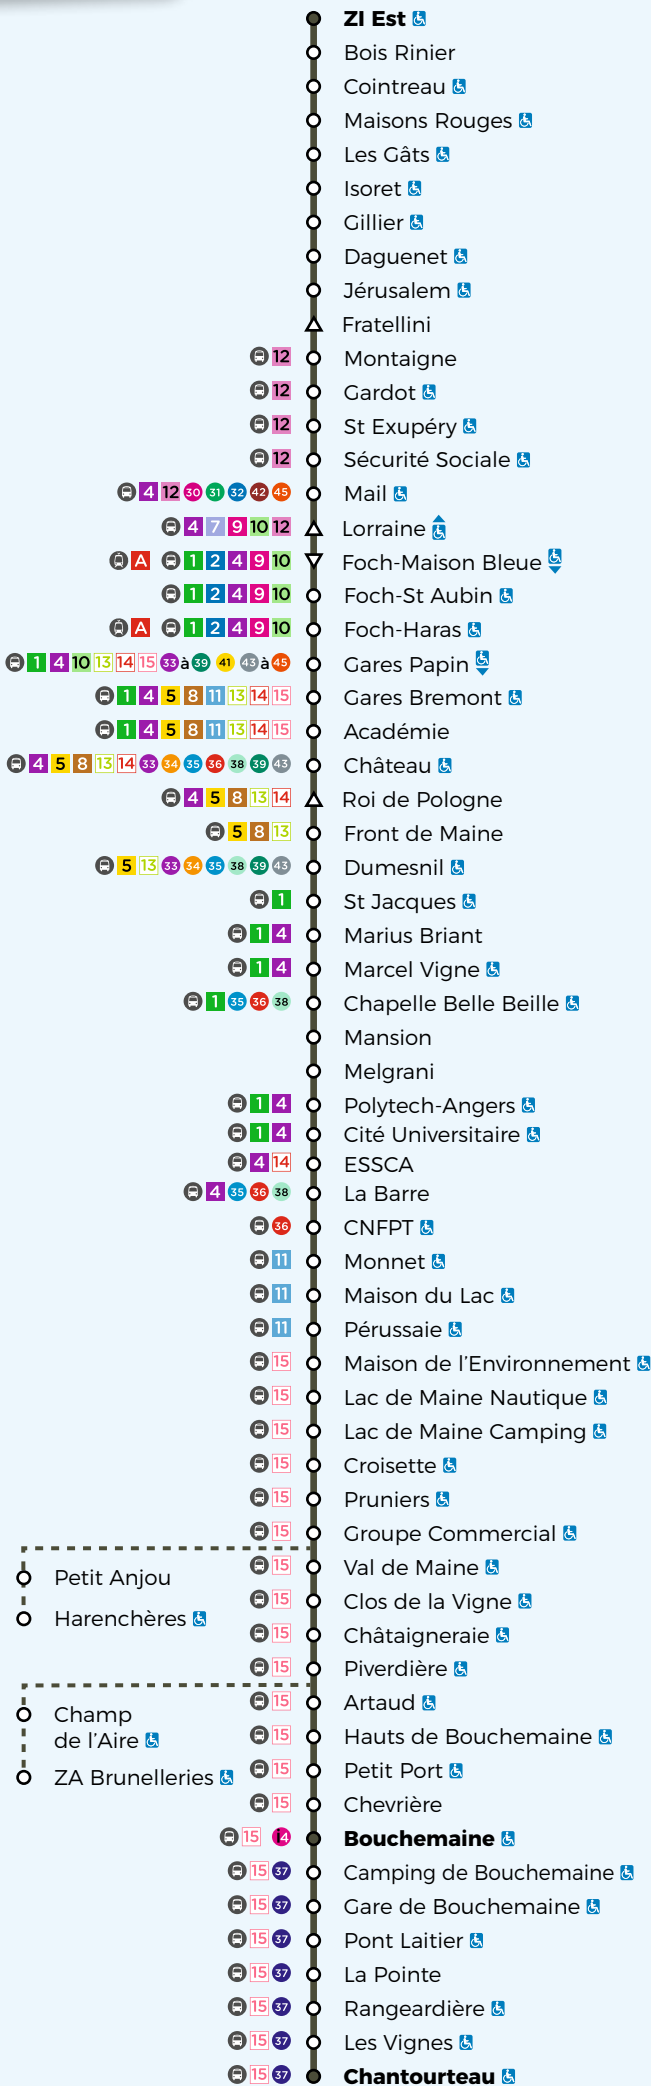 ZI Est
Bois Rinier
Cointreau
Maisons Rouges
Les Gâts
Isoret
Gillier
Daguenet
Jérusalem
Fratellini
12 Montaigne
12 Gardot
12 St Exupéry
12 Sécurité Sociale
4 12 30 31 32 42 45 Mail
4 7 9 10 12 Lorraine
A 1 2 4 9 10 Foch-Maison Bleue
1 2 4 9 10 Foch-St Aubin
A 1 2 4 9 10 Foch-Haras
1 4 10 13 14 15 33 à 39 41 43 à 45 Gares Papin
1 4 5 8 11 13 14 15 Gares Bremont
1 4 5 8 11 13 14 15 Académie
4 5 8 13 14 33 34 35 36 38 39 43 Château
4 5 8 13 14 Roi de Pologne
5 8 13 Front de Maine
5 13 33 34 35 38 39 43 Dumesnil
1 St Jacques
1 4 Marius Briant
1 4 Marcel Vigne
1 35 36 38 Chapelle Belle Beille
Mansion
Melgrani
1 4 Polytech-Angers
1 4 Cité Universitaire
4 14 ESSCA
4 35 36 38 La Barre
36 CNFPT
11 Monnet
11 Maison du Lac
11 Pérussaie
15 Maison de l'Environnement
15 Lac de Maine Nautique
15 Lac de Maine Camping
15 Croisette
15 Pruniers
15 Groupe Commercial
15 Val de Maine
Petit Anjou
15 Clos de la Vigne
Harenchères
15 Châtaigneraie
15 Piverdière
15 Artaud
Champ
de l'Aire
15 Hauts de Bouchemaine
15 Petit Port
ZA Brunelleries
15 Chevrière
15 i4 Bouchemaine
15 37 Camping de Bouchemaine
15 37 Gare de Bouchemaine
15 37 Pont Laitier
15 37 La Pointe
15 37 Rangeardière
15 37 Les Vignes
15 37 Chantourteau